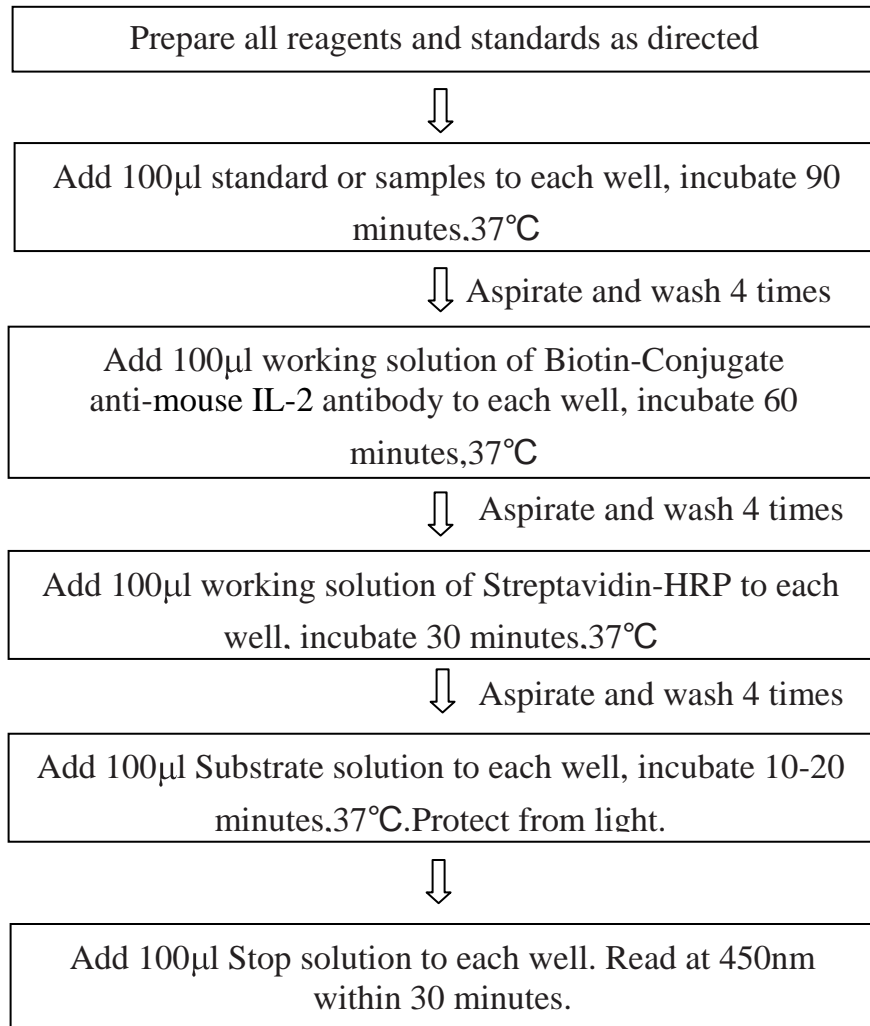 Prepare all reagents and standards as directed
Add 100μl standard or samples to each well, incubate 90
minutes,37℃
Aspirate and wash 4 times
Add 100μl working solution of Biotin-Conjugate
anti-mouse IL-2 antibody to each well, incubate 60
minutes,37℃
Aspirate and wash 4 times
Add 100μl working solution of Streptavidin-HRP to each
well, incubate 30 minutes,37℃
Aspirate and wash 4 times
Add 100μl Substrate solution to each well, incubate 10-20
minutes,37℃.Protect from light.
Add 100μl Stop solution to each well. Read at 450nm
within 30 minutes.